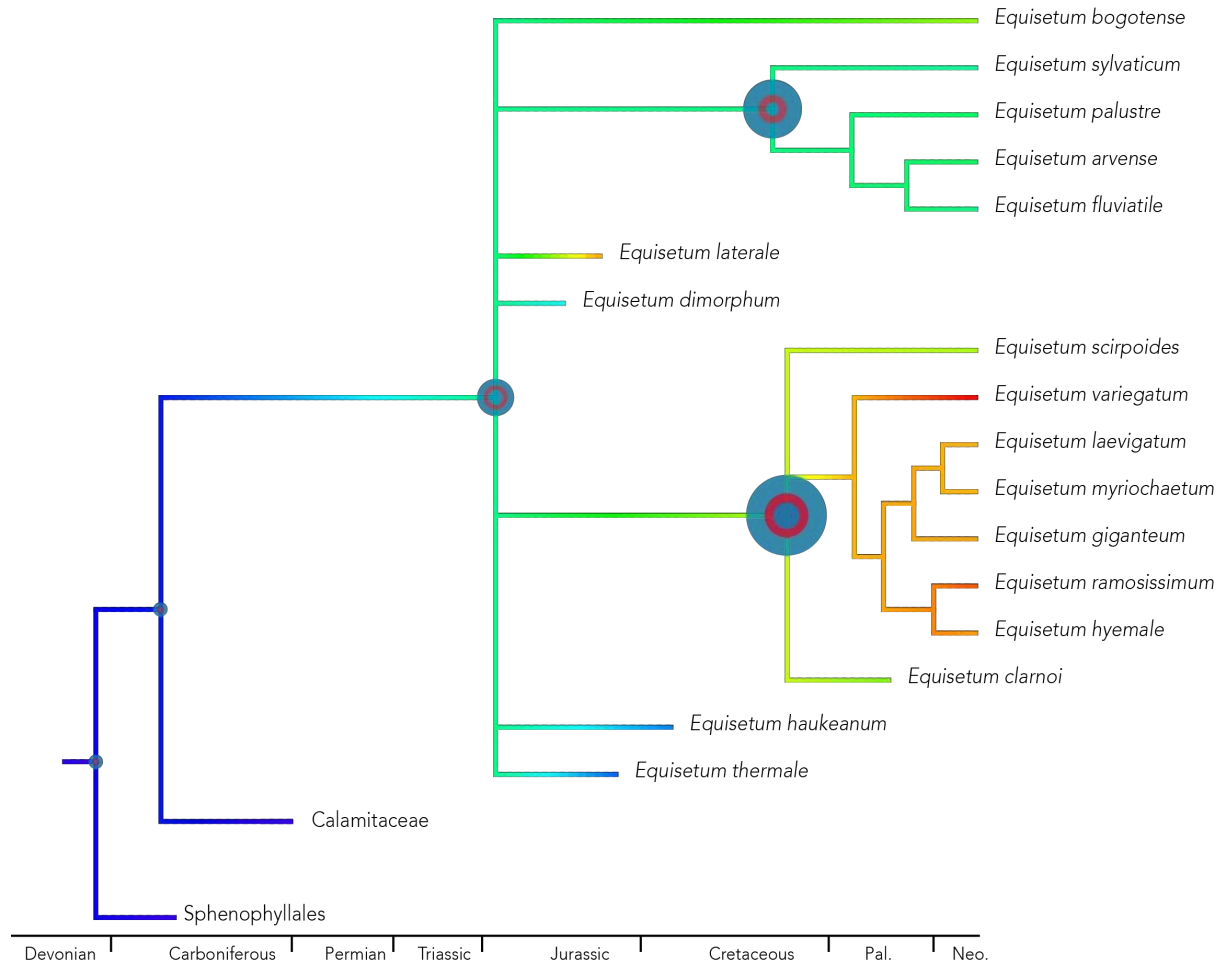 Equisetum bogotense
Equisetum sylvaticum
Equisetum palustre
Equisetum arvense
Equisetum fluviatile
Equisetum laterale
Equisetum dimorphum
Equisetum scirpoides
Equisetum variegatum
Equisetum laevigatum
Equisetum myriochaetum
Equisetum giganteum
Equisetum ramosissimum
Equisetum hyemale
Equisetum clarnoi
Equisetum haukeanum
Equisetum thermale
Calamitaceae
Sphenophyllales
Devonian Carboniferous Permian Triassic Jurassic Cretaceous Pal. Neo.